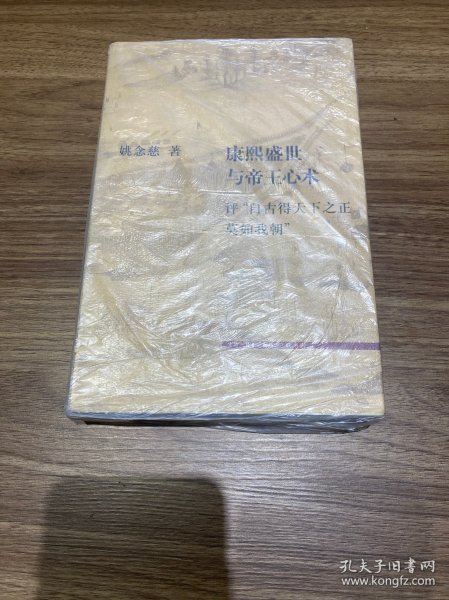 姚念慈 著
康熙盛世
与帝王心术
评“自古得天下之正
莫如我朝”
孔夫子旧书网
www.kongfz.com